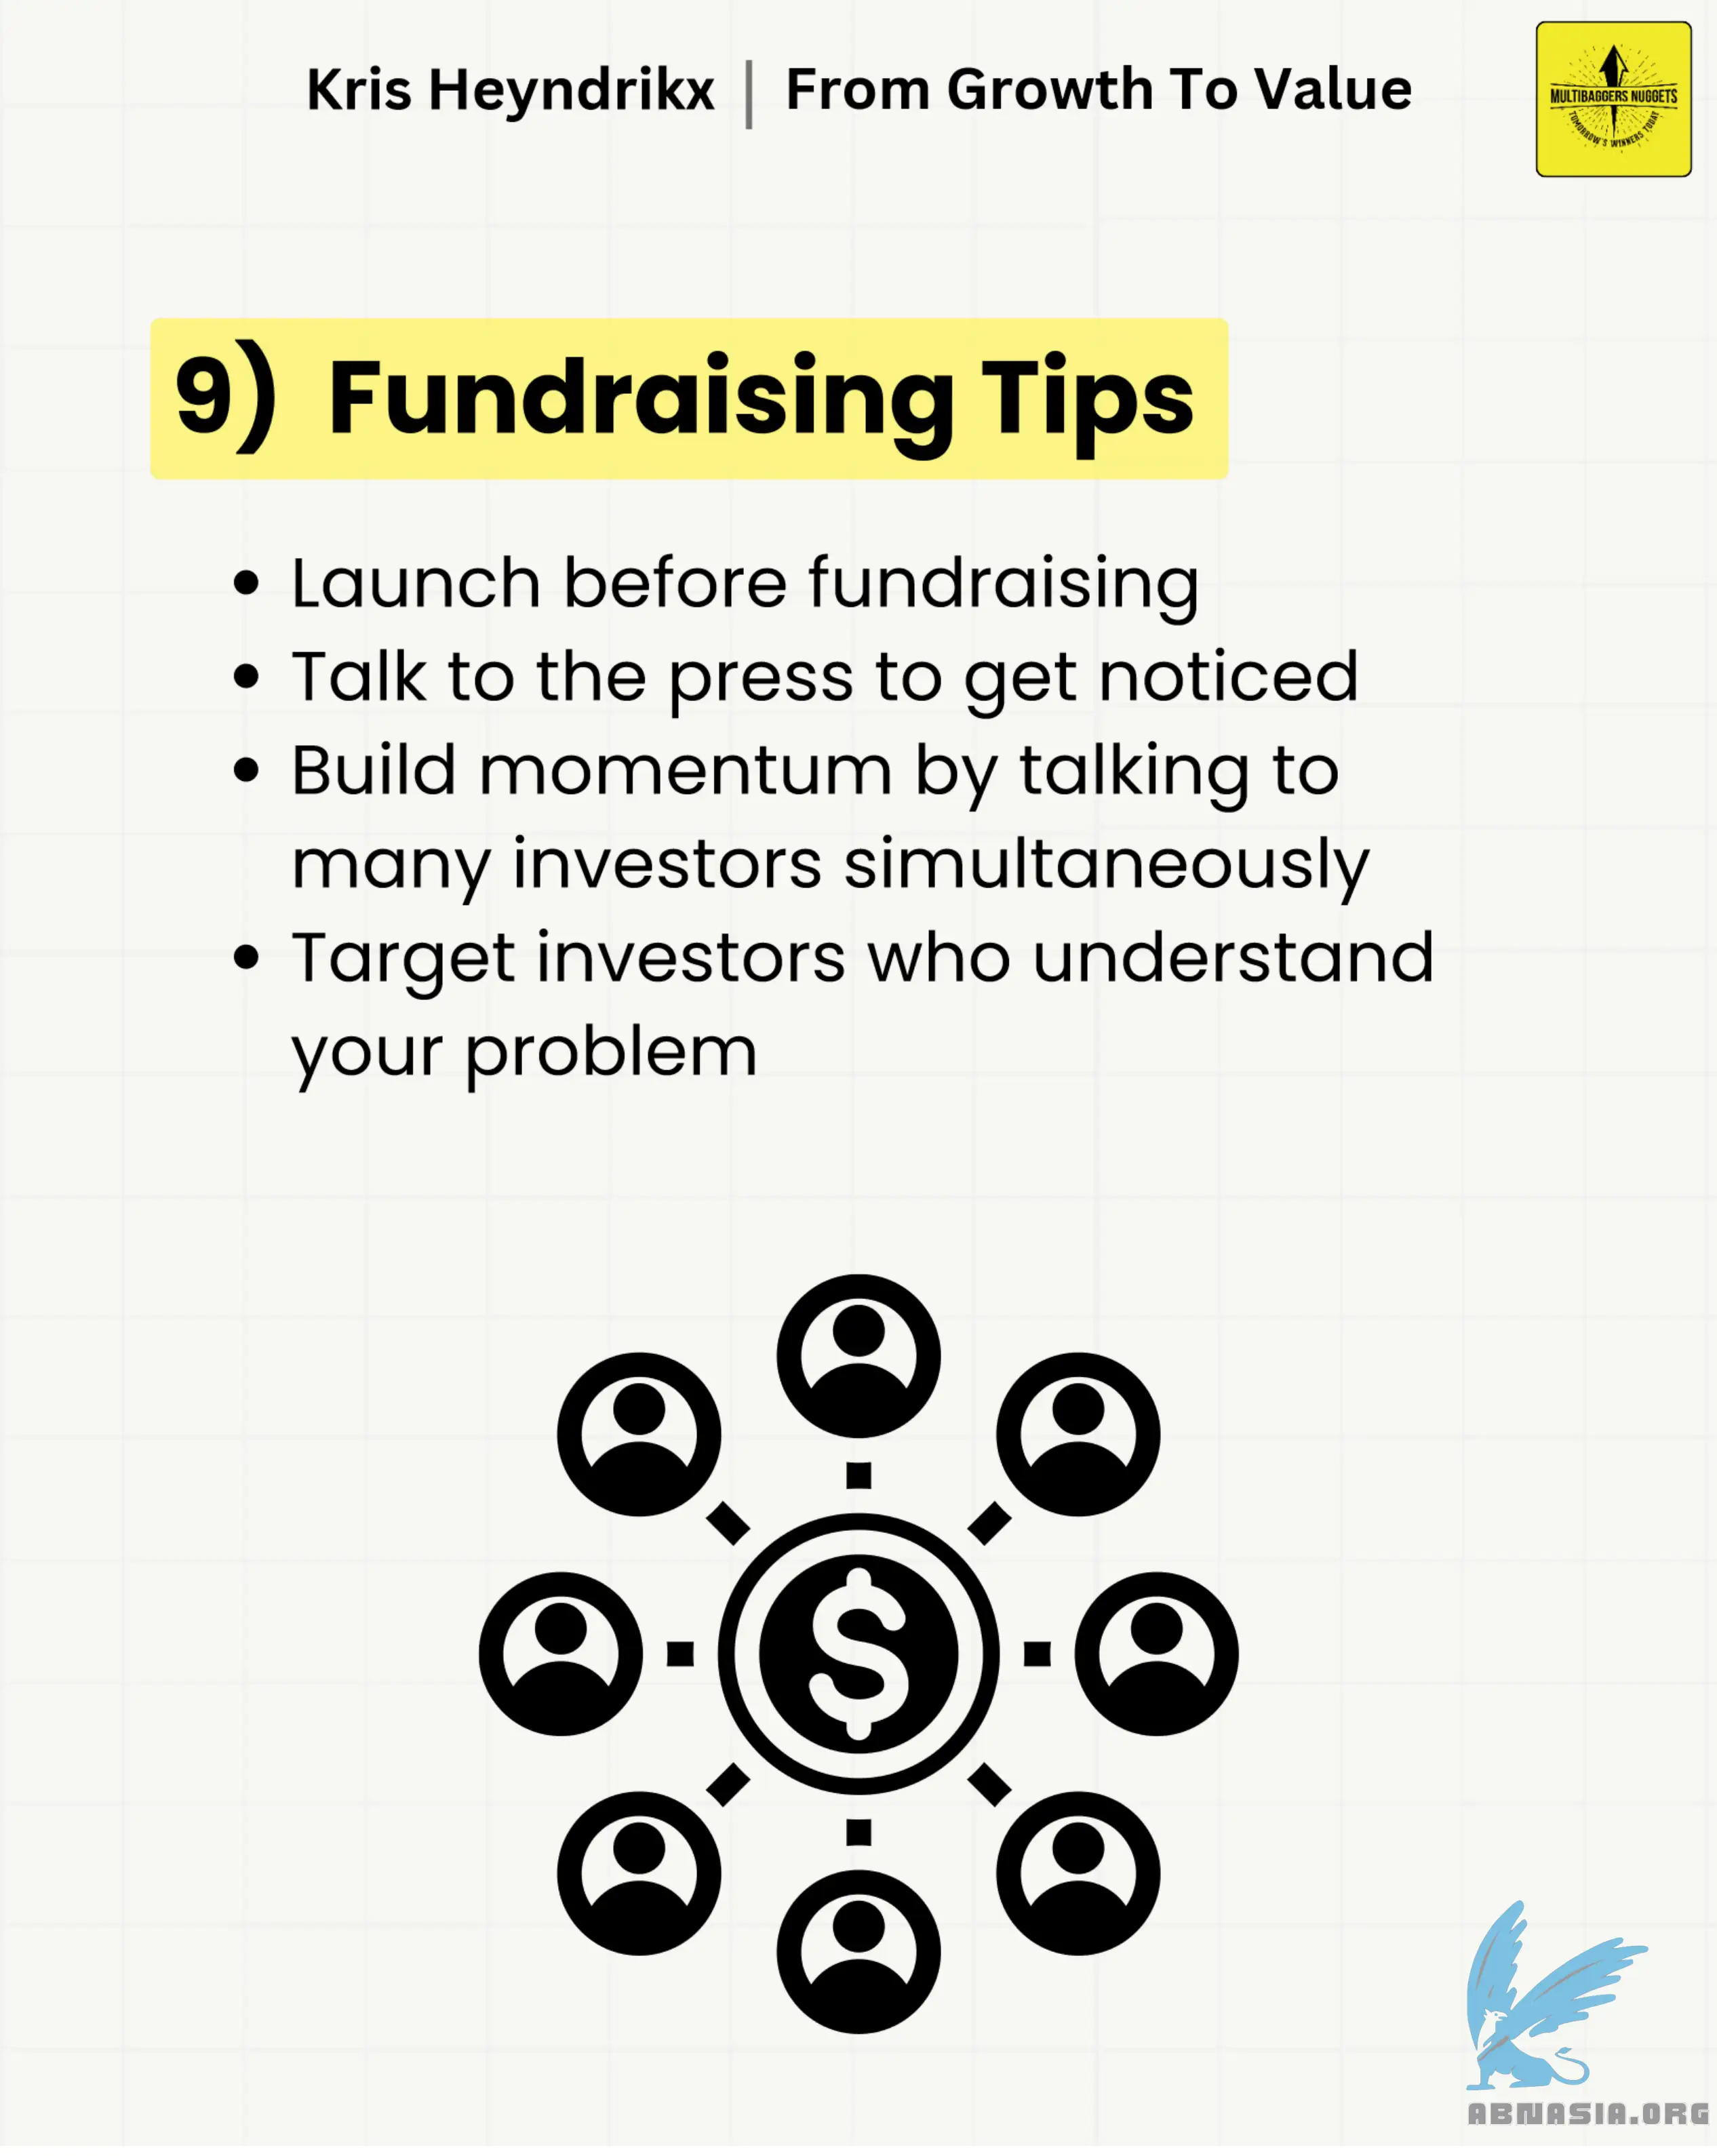 Kris Heyndrikx | From Growth To Value
MULTIBAGGERS NUGGETS
TOMORROW'S WINNERS TODAY
9) Fundraising Tips
• Launch before fundraising
• Talk to the press to get noticed
• Build momentum by talking to
many investors simultaneously
• Target investors who understand
your problem
$
ABNASIA.ORG